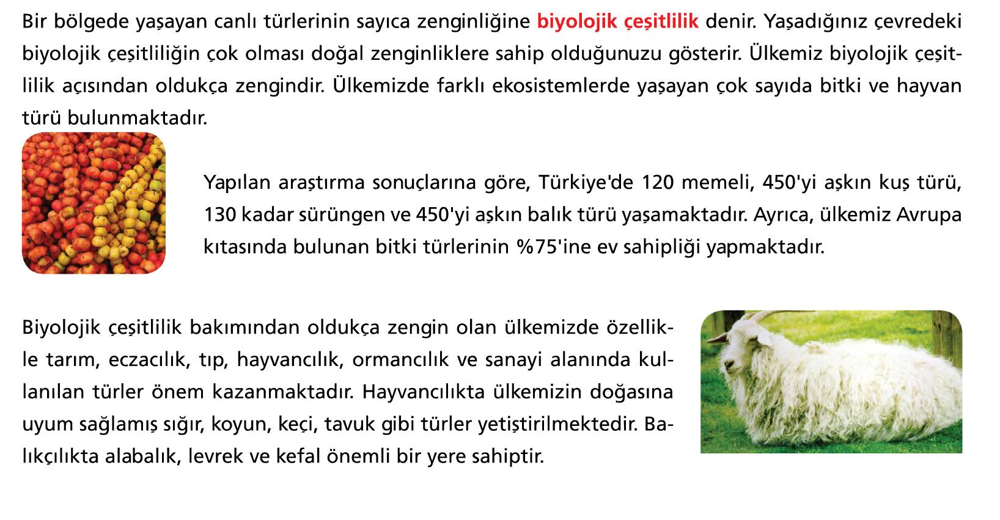 Bir bölgede yaşayan canlı türlerinin sayıca zenginliğine biyolojik çeşitlilik denir. Yaşadığınız çevredeki
biyolojik çeşitliliğin çok olması doğal zenginliklere sahip olduğunuzu gösterir. Ülkemiz biyolojik çeşit-
lilik açısından oldukça zengindir. Ülkemizde farklı ekosistemlerde yaşayan çok sayıda bitki ve hayvan
türü bulunmaktadır.
Yapılan araştırma sonuçlarına göre, Türkiye'de 120 memeli, 450'yi aşkın kuş türü,
130 kadar sürüngen ve 450'yi aşkın balık türü yaşamaktadır. Ayrıca, ülkemiz Avrupa
kıtasında bulunan bitki türlerinin %75'ine ev sahipliği yapmaktadır.
Biyolojik çeşitlilik bakımından oldukça zengin olan ülkemizde özellik-
le tarım, eczacılık, tıp, hayvancılık, ormancılık ve sanayi alanında kul-
lanılan türler önem kazanmaktadır. Hayvancılıkta ülkemizin doğasına
uyum sağlamış sığır, koyun, keçi, tavuk gibi türler yetiştirilmektedir. Ba-
lıkçılıkta alabalık, levrek ve kefal önemli bir yere sahiptir.